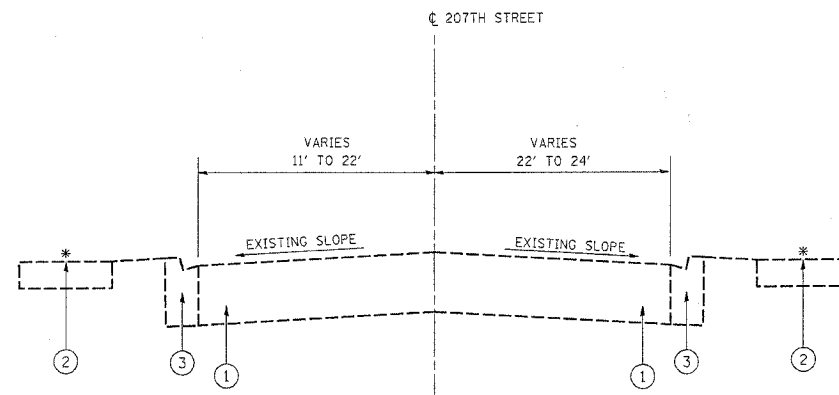 ℄ 207TH STREET
VARIES
11' TO 22'
VARIES
22' TO 24'
EXISTING SLOPE
EXISTING SLOPE
*
*
2
3
1
1
3
2